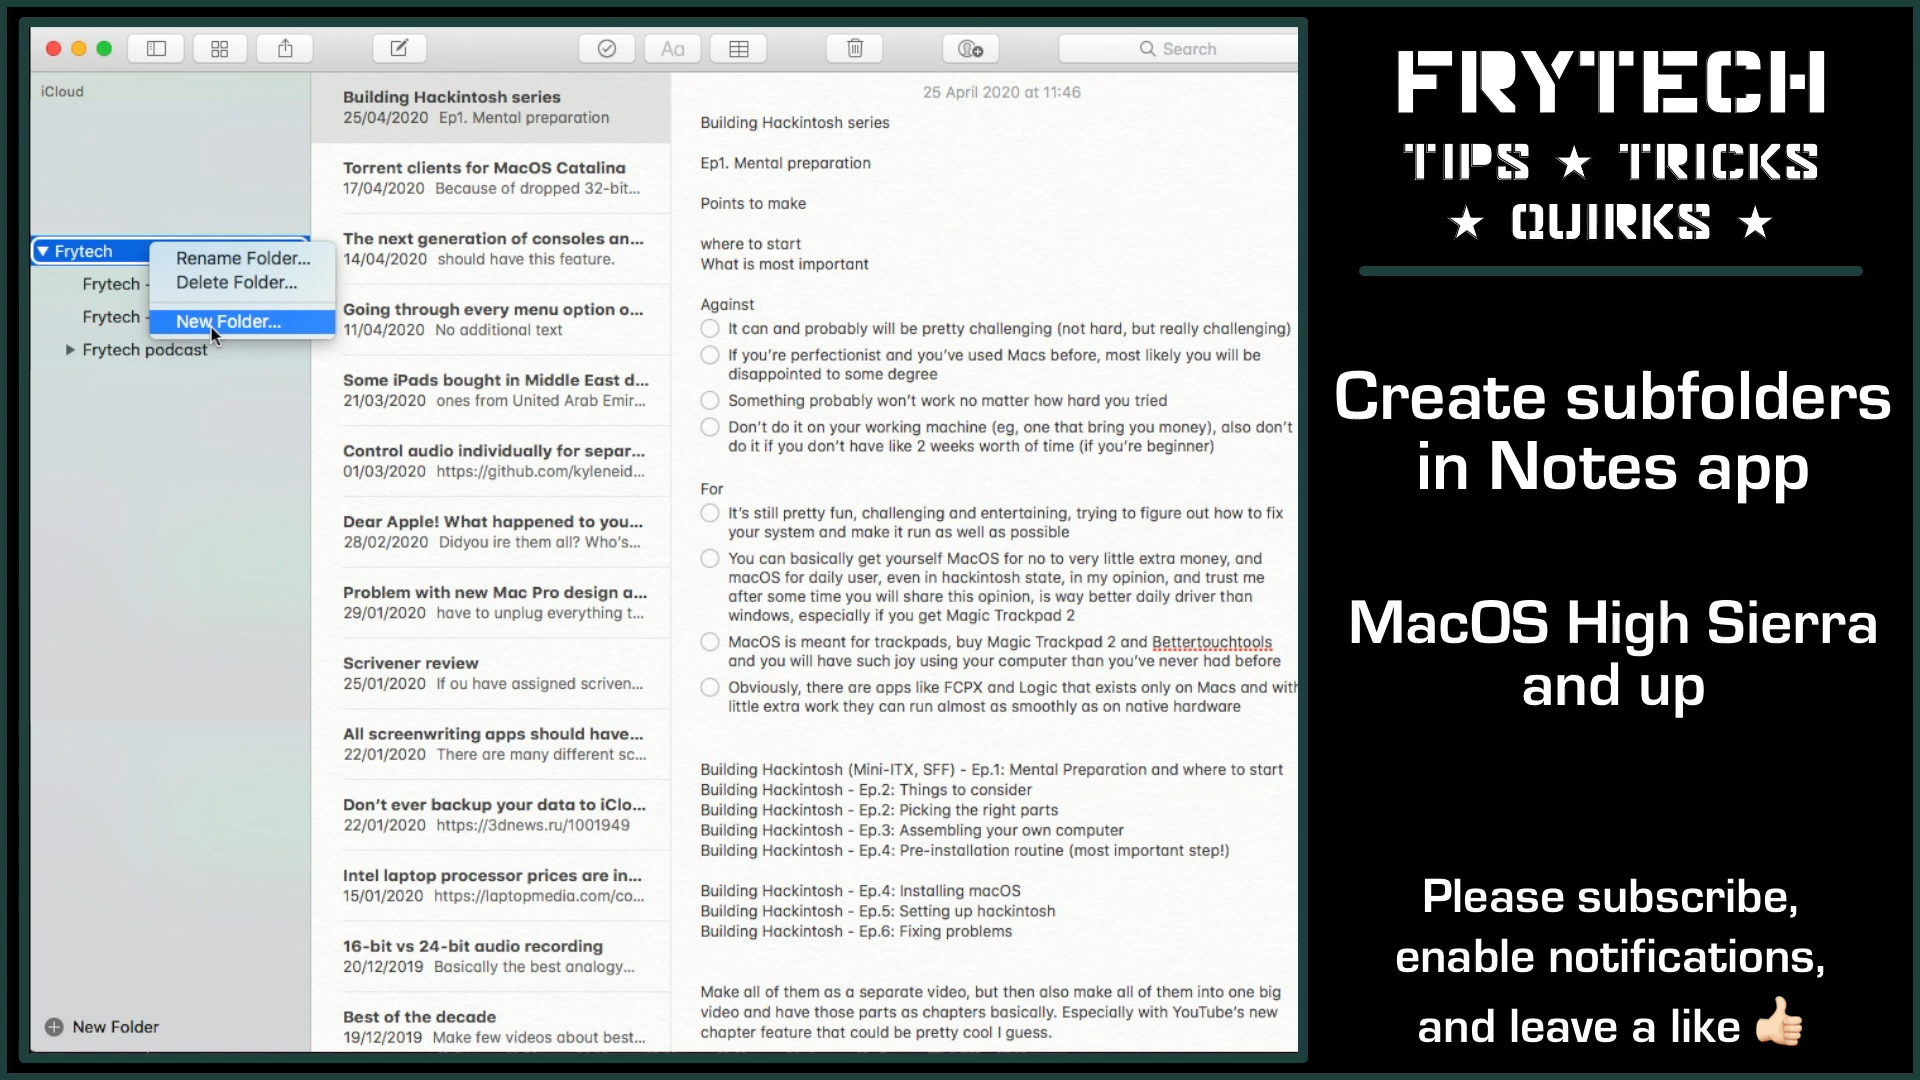 Search
iCloud
Frytech
Rename Folder...
Delete Folder...
New Folder...
Frytech -
Frytech -
Frytech podcast
New Folder
Building Hackintosh series
25/04/2020 Ep1. Mental preparation
Torrent clients for MacOS Catalina
17/04/2020 Because of dropped 32-bit...
The next generation of consoles an...
14/04/2020 should have this feature.
Going through every menu option o...
11/04/2020 No additional text
Some iPads bought in Middle East d...
21/03/2020 ones from United Arab Emir...
Control audio individually for separ...
01/03/2020 https://github.com/kyleneid...
Dear Apple! What happened to you...
28/02/2020 Didyou ire them all? Who's...
Problem with new Mac Pro design a...
29/01/2020 have to unplug everything t...
Scrivener review
25/01/2020 If ou have assigned scriven...
All screenwriting apps should have...
22/01/2020 There are many different sc...
Don't ever backup your data to iClo...
22/01/2020 https://3dnews.ru/1001949
Intel laptop processor prices are in...
15/01/2020 https://laptopmedia.com/co...
16-bit vs 24-bit audio recording
20/12/2019 Basically the best analogy...
Best of the decade
19/12/2019 Make few videos about best...
Aa
25 April 2020 at 11:46
Building Hackintosh series
Ep1. Mental preparation
Points to make
where to start
What is most important
Against
It can and probably will be pretty challenging (not hard, but really challenging)
If you're perfectionist and you've used Macs before, most likely you will be
disappointed to some degree
Something probably won't work no matter how hard you tried
Don't do it on your working machine (eg, one that bring you money), also don't
do it if you don't have like 2 weeks worth of time (if you're beginner)
For
It's still pretty fun, challenging and entertaining, trying to figure out how to fix
your system and make it run as well as possible
You can basically get yourself MacOS for no to very little extra money, and
macOS for daily user, even in hackintosh state, in my opinion, and trust me
after some time you will share this opinion, is way better daily driver than
windows, especially if you get Magic Trackpad 2
MacOS is meant for trackpads, buy Magic Trackpad 2 and Bettertouchtools
and you will have such joy using your computer than you've never had before
Obviously, there are apps like FCPX and Logic that exists only on Macs and with
little extra work they can run almost as smoothly as on native hardware
Building Hackintosh (Mini-ITX, SFF) - Ep.1: Mental Preparation and where to start
Building Hackintosh - Ep.2: Things to consider
Building Hackintosh - Ep.2: Picking the right parts
Building Hackintosh - Ep.3: Assembling your own computer
Building Hackintosh - Ep.4: Pre-installation routine (most important step!)
Building Hackintosh - Ep.4: Installing macOS
Building Hackintosh - Ep.5: Setting up hackintosh
Building Hackintosh - Ep.6: Fixing problems
Make all of them as a separate video, but then also make all of them into one big
video and have those parts as chapters basically. Especially with YouTube's new
chapter feature that could be pretty cool I guess.
FRYTECH
TIPS ★ TRICKS
★ QUIRKS ★
Create subfolders
in Notes app
MacOS High Sierra
and up
Please subscribe,
enable notifications,
and leave a like 👍🏻